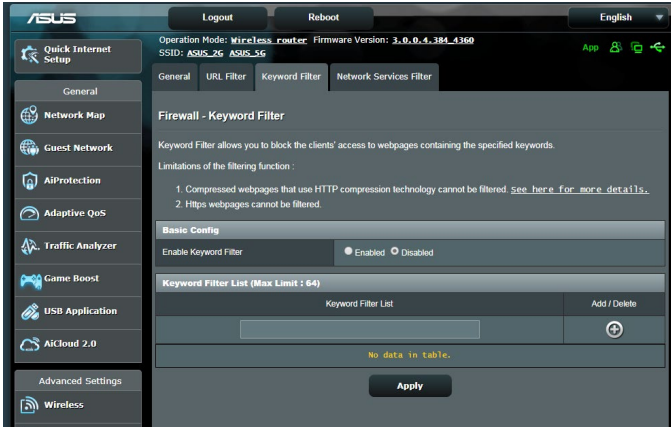 ASUS
Logout
Reboot
English
Quick Internet
Setup
Operation Mode: Wireless router Firmware Version: 3.0.0.4.384_4360
SSID: ASUS_2G ASUS_5G
App
General
URL Filter
Keyword Filter
Network Services Filter
General
Network Map
Guest Network
AiProtection
Adaptive QoS
Traffic Analyzer
Game Boost
USB Application
AiCloud 2.0
Advanced Settings
Wireless
Firewall - Keyword Filter
Keyword Filter allows you to block the clients' access to webpages containing the specified keywords.
Limitations of the filtering function :
1. Compressed webpages that use HTTP compression technology cannot be filtered. See here for more details.
2. Https webpages cannot be filtered.
Basic Config
Enable Keyword Filter
Enabled Disabled
Keyword Filter List (Max Limit : 64)
Keyword Filter List
Add / Delete
No data in table.
Apply